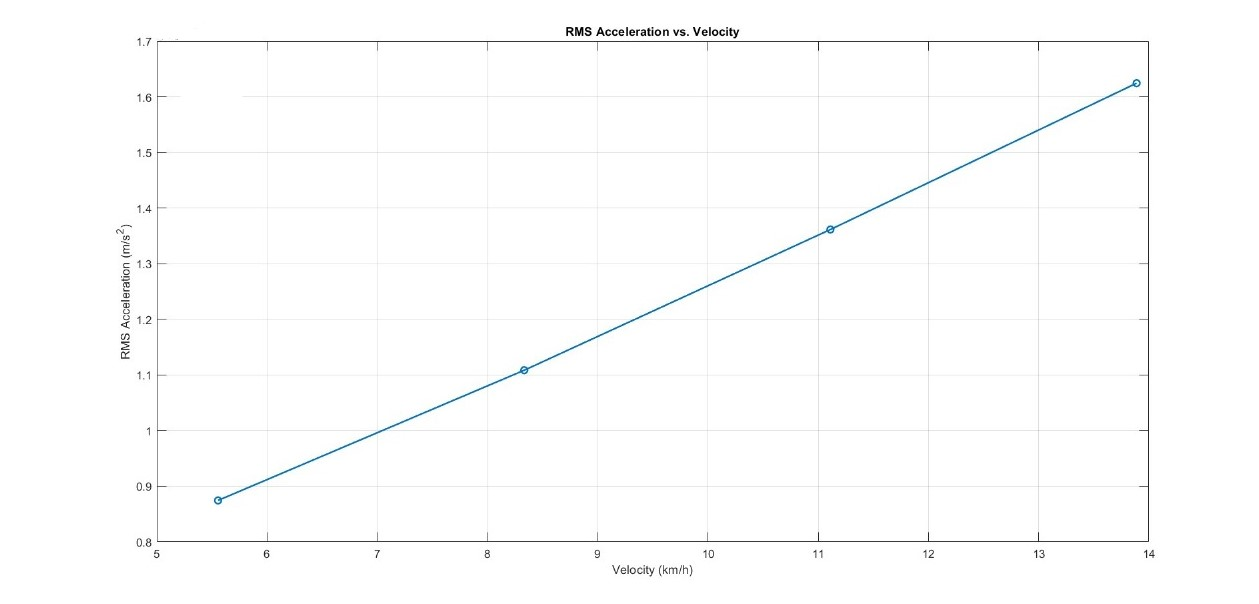 RMS Acceleration vs. Velocity
1.7
1.6
1.5
1.4
1.3
1.2
1.1
1
0.9
0.8
RMS Acceleration (m/s²)
5 6 7 8 9 10 11 12 13 14
Velocity (km/h)